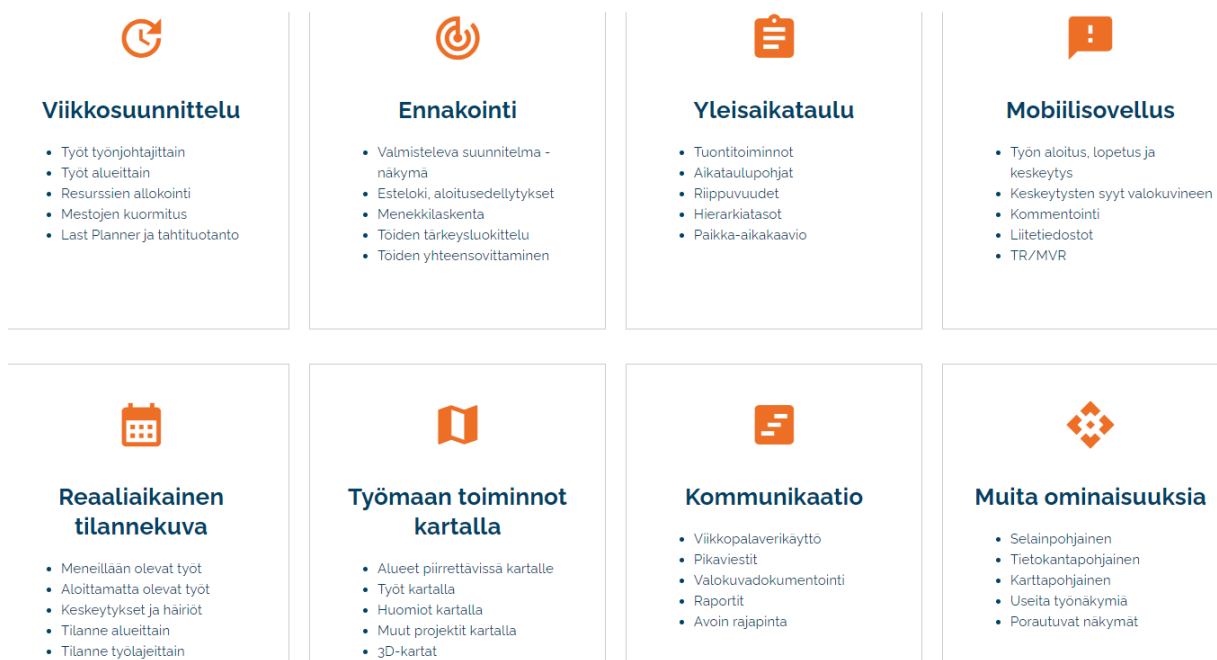 Viikkosuunnittelu
Työt työnjohtajittain
Työt alueittain
Resurssien allokointi
Mestojen kuormitus
Last Planner ja tahtituotanto
Ennakointi
Valmisteleva suunnitelma -
näkymä
Esteloki, aloitusedellytykset
Menekkilaskenta
Töiden tärkeysluokittelu
Töiden yhteensovittaminen
Yleisaikataulu
Tuontitoiminnot
Aikataulupohjat
Riippuvuudet
Hierarkiatasot
Paikka-aikakaavio
Mobiilisovellus
Työn aloitus, lopetus ja
keskeytys
Keskeytysten syyt valokuvineen
Kommentointi
Liitetiedostot
TR/MVR
Reaaliaikainen
tilannekuva
Meneillään olevat työt
Aloittamatta olevat työt
Keskeytykset ja häiriöt
Tilanne alueittain
Tilanne työlajeittain
Työmaan toiminnot
kartalla
Alueet piirrettävissä kartalle
Työt kartalla
Huomiot kartalla
Muut projektit kartalla
3D-kartat
Kommunikaatio
Viikkopalaverikäyttö
Pikaviestit
Valokuvadokumentointi
Raportit
Avoin rajapinta
Muita ominaisuuksia
Selainpohjainen
Tietokantapohjainen
Karttapohjainen
Useita työnäkymiä
Porautuvat näkymät